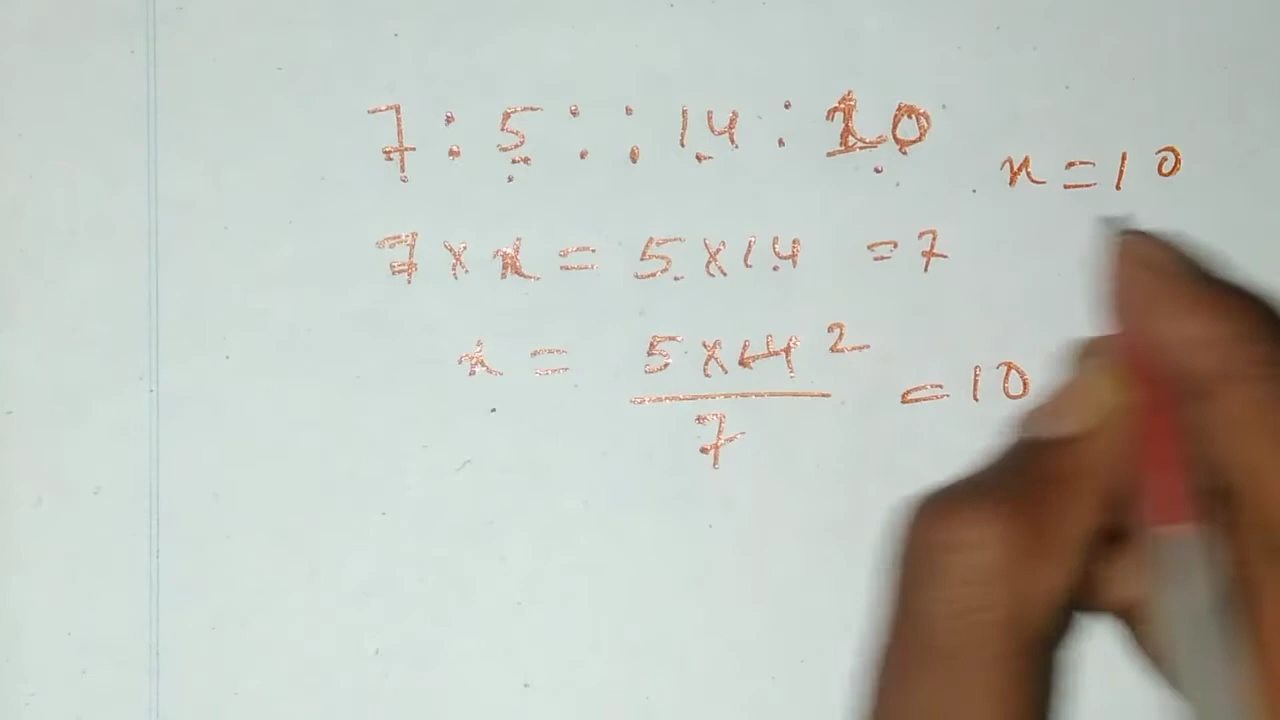 7 : 5 : : 14 : 10
x = 10
7 × x = 5 × 14 = 7
x = 5 × 14 2 / 7 = 10